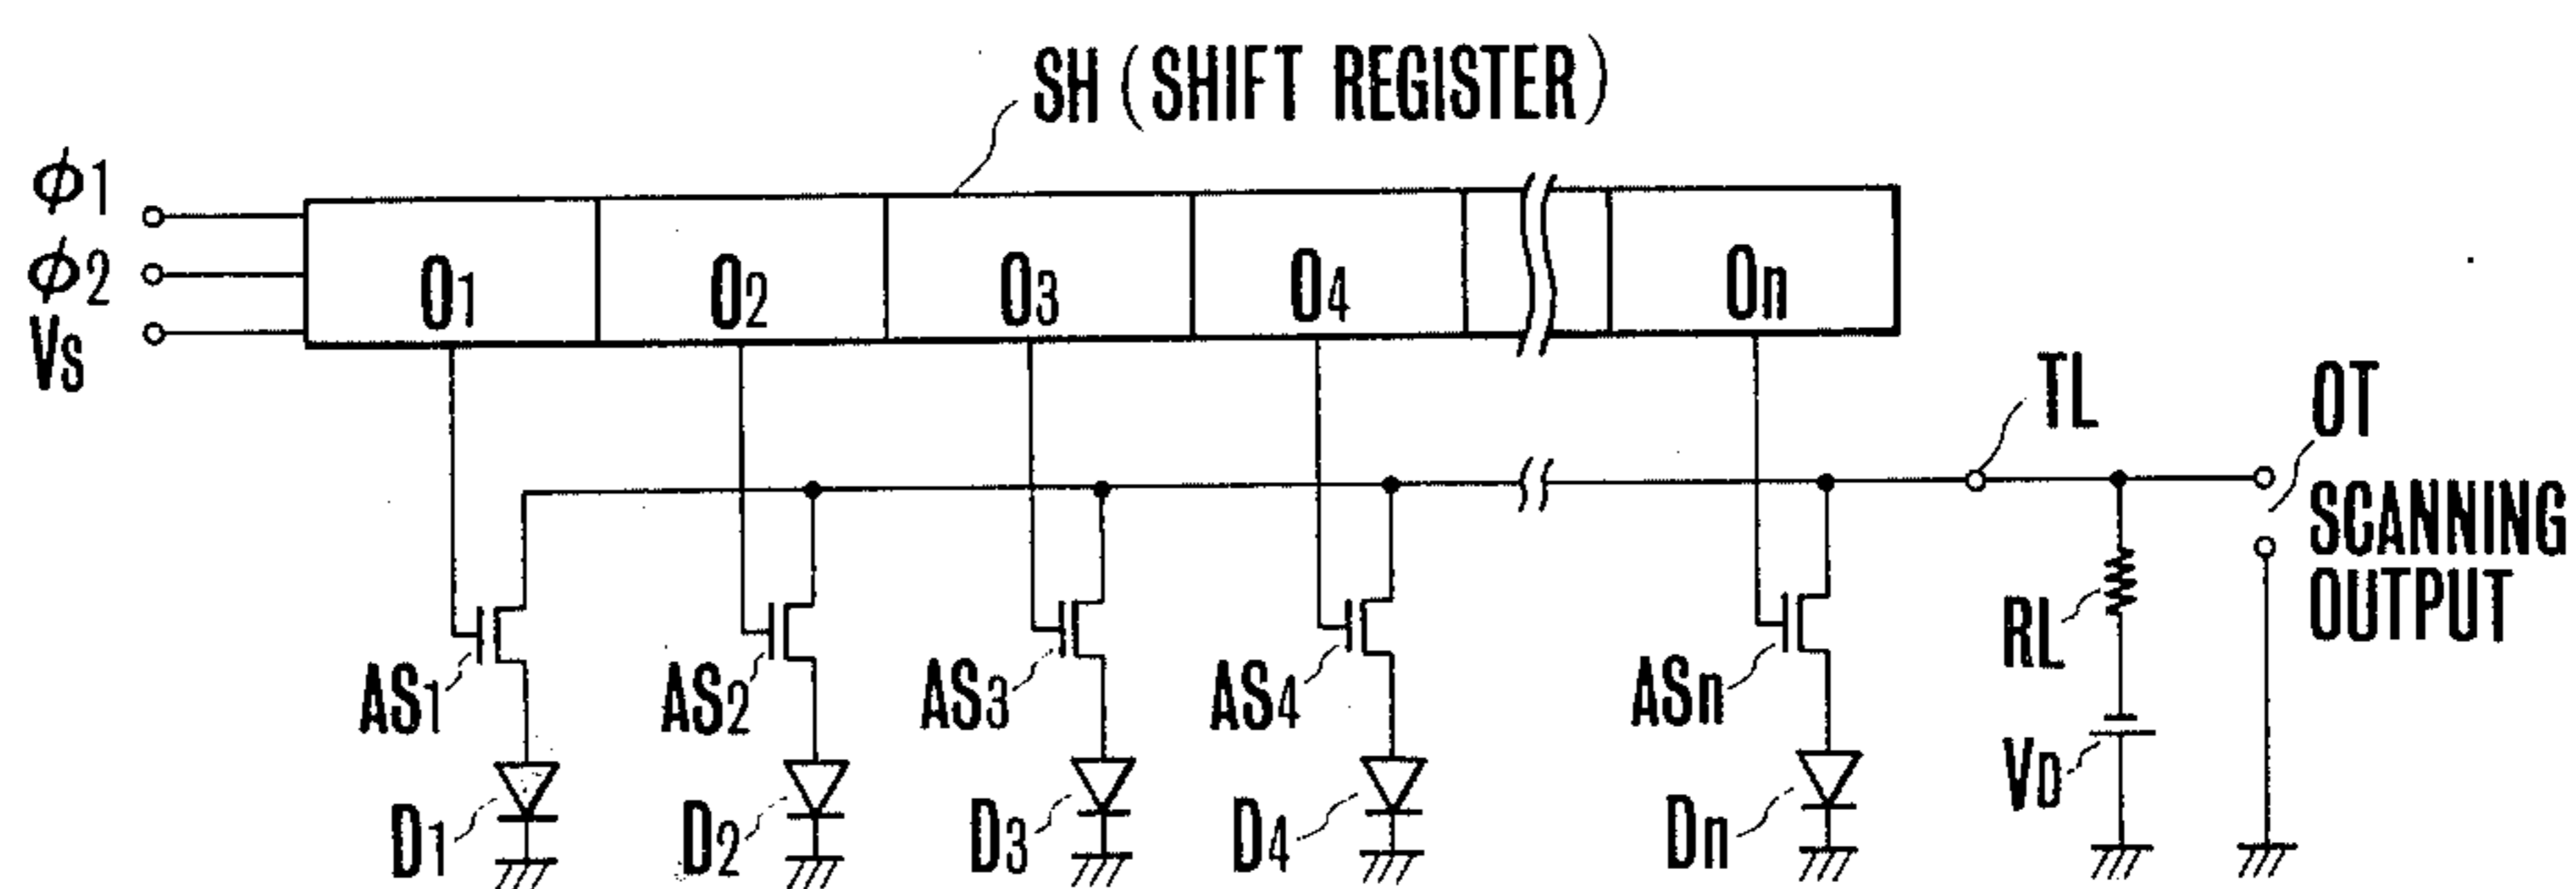 SH (SHIFT REGISTER)
ϕ1
ϕ2
VS
O1
O2
O3
O4
On
TL
OT
SCANNING
OUTPUT
AS1
AS2
AS3
AS4
ASn
RL
D1
D2
D3
D4
Dn
VD